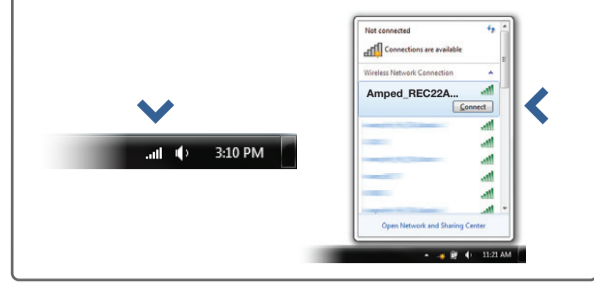 3:10 PM
Not connected
Connections are available
Wireless Network Connection
Amped_REC22A...
Connect
Open Network and Sharing Center
11:21 AM